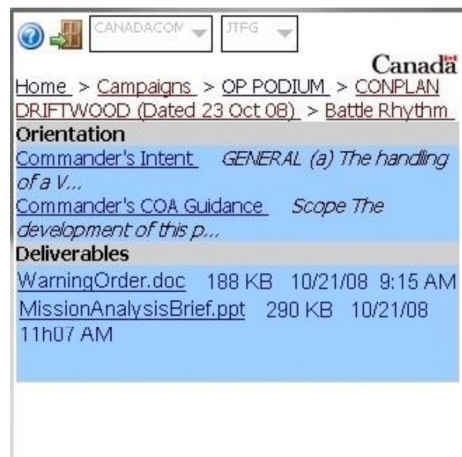 CANADACOM JTFG
Canada
Home > Campaigns > OP PODIUM > CONPLAN
DRIFTWOOD (Dated 23 Oct 08) > Battle Rhythm
Orientation
Commander's Intent GENERAL (a) The handling
of a V...
Commander's COA Guidance Scope The
development of this p...
Deliverables
WarningOrder.doc 188 KB 10/21/08 9:15 AM
MissionAnalysisBrief.ppt 290 KB 10/21/08
11h07 AM